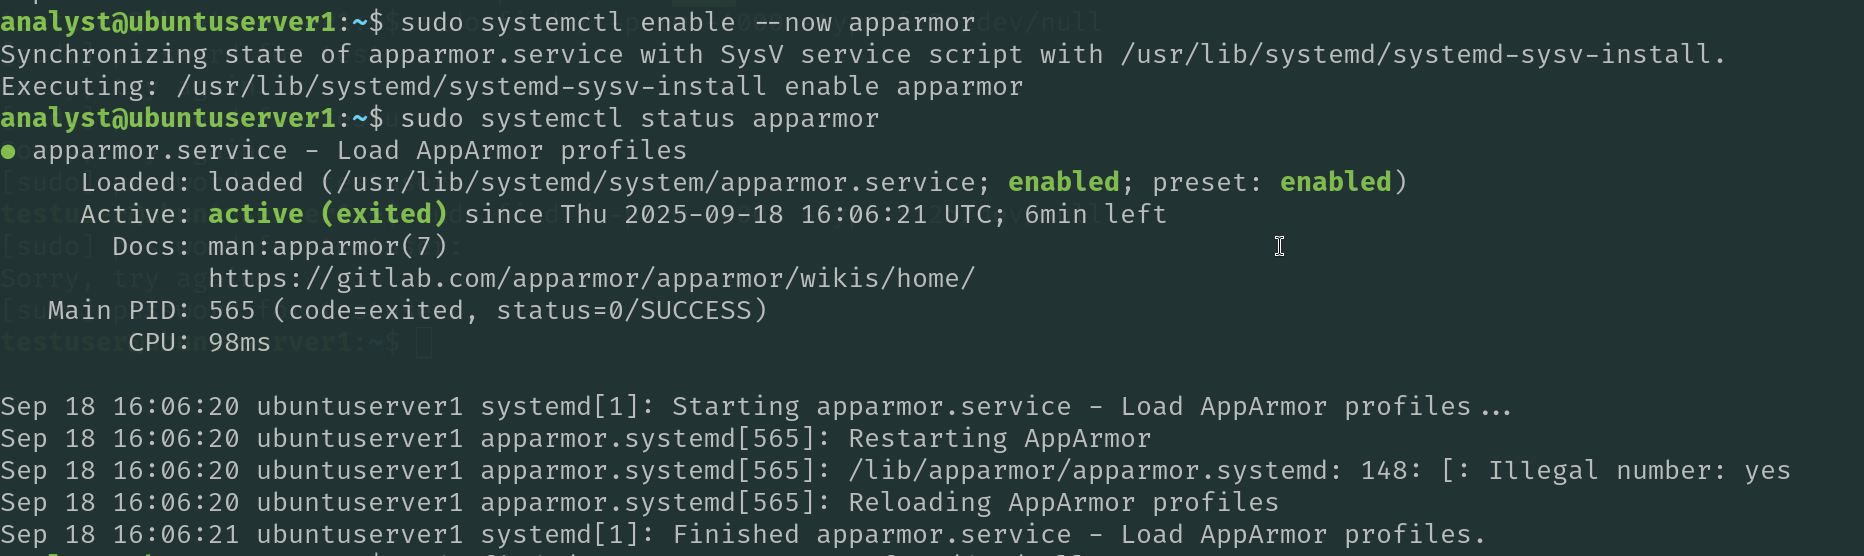 analyst@ubuntuserver1:~$ sudo systemctl enable --now apparmor
Synchronizing state of apparmor.service with SysV service script with /usr/lib/systemd/systemd-sysv-install.
Executing: /usr/lib/systemd/systemd-sysv-install enable apparmor
analyst@ubuntuserver1:~$ sudo systemctl status apparmor
● apparmor.service - Load AppArmor profiles
     Loaded: loaded (/usr/lib/systemd/system/apparmor.service; enabled; preset: enabled)
     Active: active (exited) since Thu 2025-09-18 16:06:21 UTC; 6min left
       Docs: man:apparmor(7)
             https://gitlab.com/apparmor/apparmor/wikis/home/
   Main PID: 565 (code=exited, status=0/SUCCESS)
        CPU: 98ms
Sep 18 16:06:20 ubuntuserver1 systemd[1]: Starting apparmor.service - Load AppArmor profiles...
Sep 18 16:06:20 ubuntuserver1 apparmor.systemd[565]: Restarting AppArmor
Sep 18 16:06:20 ubuntuserver1 apparmor.systemd[565]: /lib/apparmor/apparmor.systemd: 148: [: Illegal number: yes
Sep 18 16:06:20 ubuntuserver1 apparmor.systemd[565]: Reloading AppArmor profiles
Sep 18 16:06:21 ubuntuserver1 systemd[1]: Finished apparmor.service - Load AppArmor profiles.